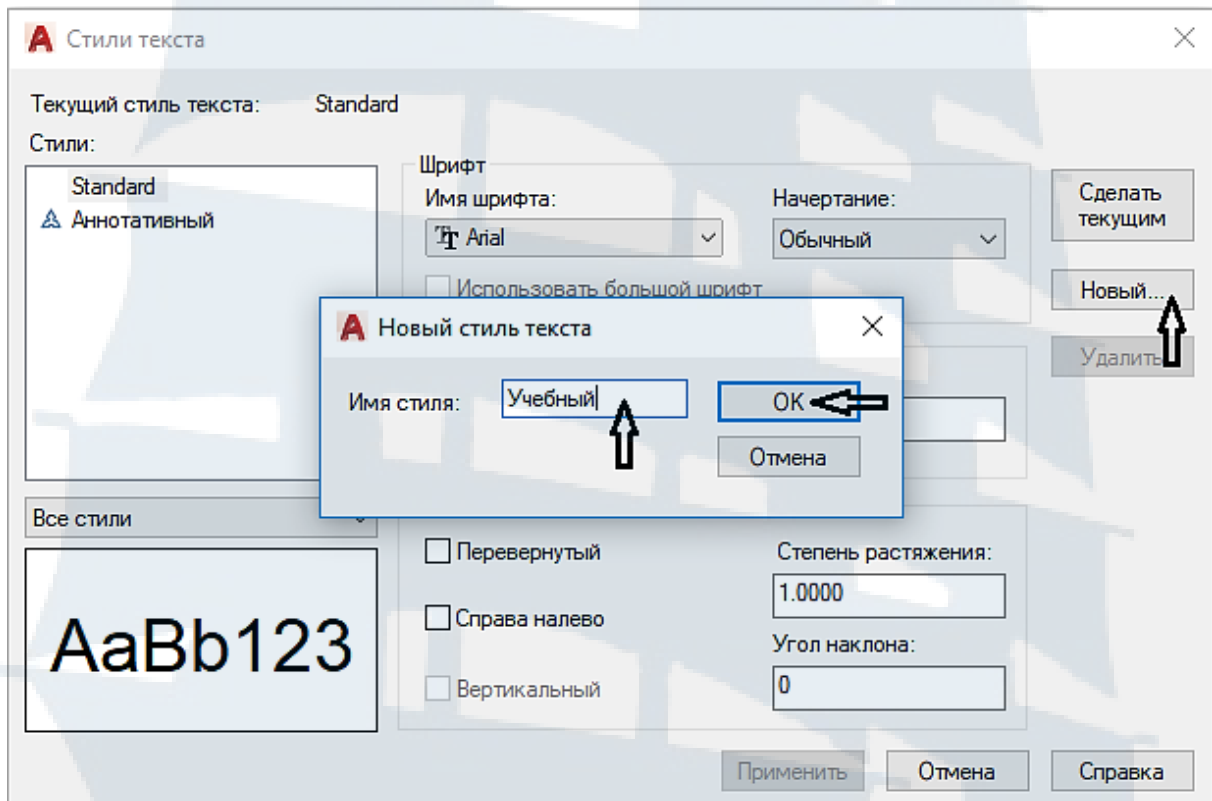 Стили текста
Текущий стиль текста: Standard
Стили:
Standard
Аннотативный
Все стили
AaBb123
Шрифт
Имя шрифта:
Arial
Использовать большой шрифт
Начертание:
Обычный
Сделать
текущим
Новый...
Удалить
Новый стиль текста
Имя стиля: Учебный
OK
Отмена
Перевернутый
Справа налево
Вертикальный
Степень растяжения:
1.0000
Угол наклона:
0
Применить
Отмена
Справка